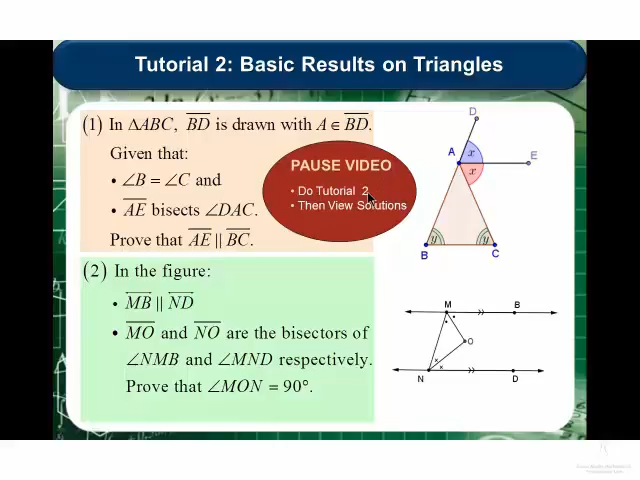 Tutorial 2: Basic Results on Triangles
(1) In ΔABC, BD is drawn with A ∈ BD.
Given that:
• ∠B = ∠C and
• AE bisects ∠DAC.
Prove that AE || BC.
PAUSE VIDEO
• Do Tutorial 2
• Then View Solutions
D
A
x
E
x
y
y
B
C
(2) In the figure:
• MB || ND
• MO and NO are the bisectors of
∠NMB and ∠MND respectively.
Prove that ∠MON = 90°.
M
B
O
N
D